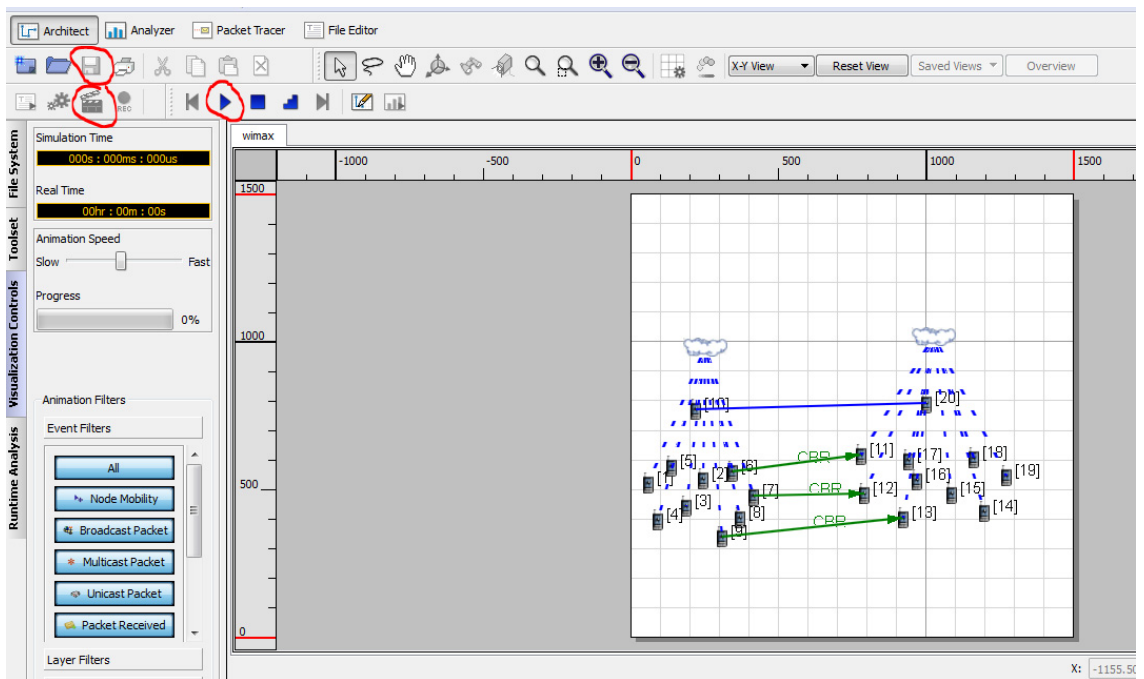 Architect Analyzer Packet Tracer File Editor
X-Y View Reset View Saved Views Overview
REC
File System
Toolset
Visualization Controls
Runtime Analysis
Simulation Time
000s : 000ms : 000us
Real Time
00hr : 00m : 00s
Animation Speed
Slow Fast
Progress
0%
Animation Filters
Event Filters
All
Node Mobility
Broadcast Packet
Multicast Packet
Unicast Packet
Packet Received
Layer Filters
wimax
-1000 -500 0 500 1000 1500
1500
1000
500
0
[10] [20]
[5] [6] CBR [11] [17] [18]
[1] [2] [16] [19]
[7] CBR [12] [15]
[4] [3] [8] CBR [13] [14]
[9]
X: -1155.50